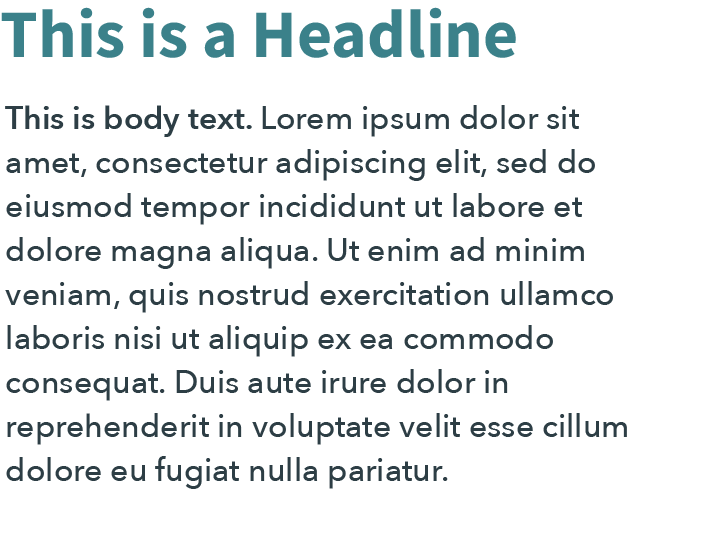 This is a Headline
This is body text. Lorem ipsum dolor sit
amet, consectetur adipiscing elit, sed do
eiusmod tempor incididunt ut labore et
dolore magna aliqua. Ut enim ad minim
veniam, quis nostrud exercitation ullamco
laboris nisi ut aliquip ex ea commodo
consequat. Duis aute irure dolor in
reprehenderit in voluptate velit esse cillum
dolore eu fugiat nulla pariatur.